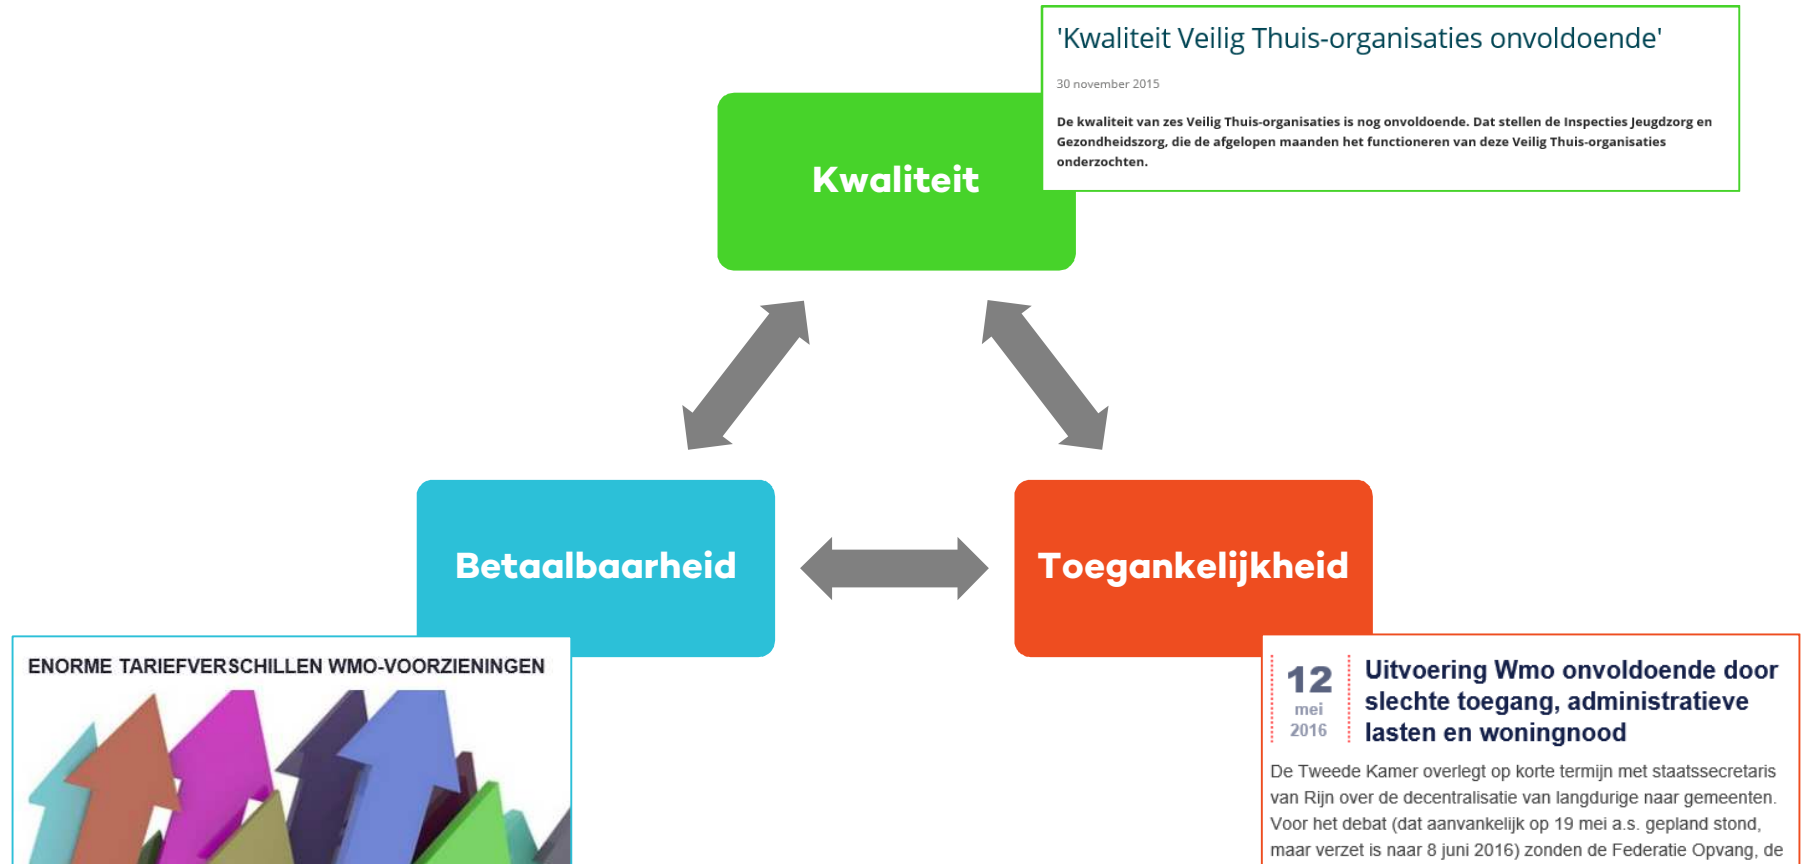 'Kwaliteit Veilig Thuis-organisaties onvoldoende'
30 november 2015
De kwaliteit van zes Veilig Thuis-organisaties is nog onvoldoende. Dat stellen de Inspecties Jeugdzorg en
Gezondheidszorg, die de afgelopen maanden het functioneren van deze Veilig Thuis-organisaties
onderzochten.
Kwaliteit
Betaalbaarheid
Toegankelijkheid
ENORME TARIEFVERSCHILLEN WMO-VOORZIENINGEN
12
mei
2016
Uitvoering Wmo onvoldoende door
slechte toegang, administratieve
lasten en woningnood
De Tweede Kamer overlegt op korte termijn met staatssecretaris
van Rijn over de decentralisatie van langdurige naar gemeenten.
Voor het debat (dat aanvankelijk op 19 mei a.s. gepland stond,
maar verzet is naar 8 juni 2016) zonden de Federatie Opvang, de